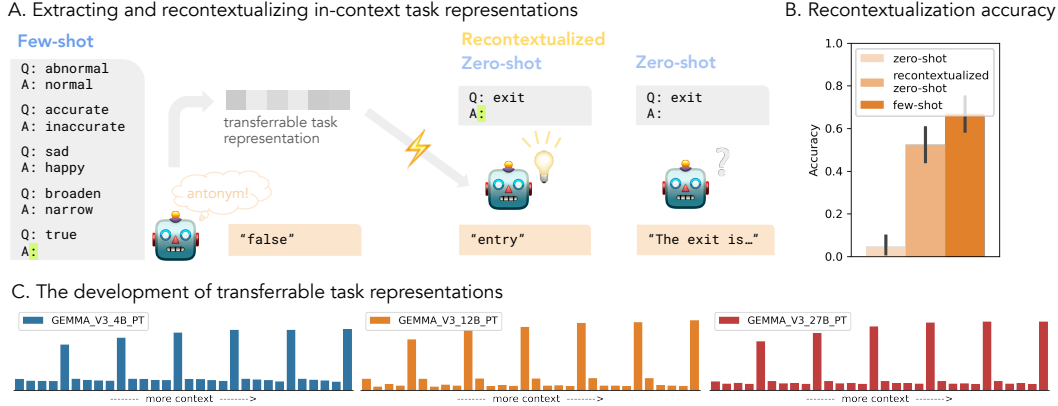 A. Extracting and recontextualizing in-context task representations
Few-shot
Q: abnormal
A: normal
Q: accurate
A: inaccurate
Q: sad
A: happy
Q: broaden
A: narrow
Q: true
A:
antonym!
transferrable task
representation
"false"
Recontextualized
Zero-shot
Q: exit
A:
"entry"
Zero-shot
Q: exit
A:
?
"The exit is…"
B. Recontextualization accuracy
1.0
0.8
0.6
0.4
0.2
0.0
Accuracy
zero-shot
recontextualized
zero-shot
few-shot
C. The development of transferrable task representations
GEMMA_V3_4B_PT
-------- more context ------->
GEMMA_V3_12B_PT
-------- more context ------->
GEMMA_V3_27B_PT
-------- more context ------->